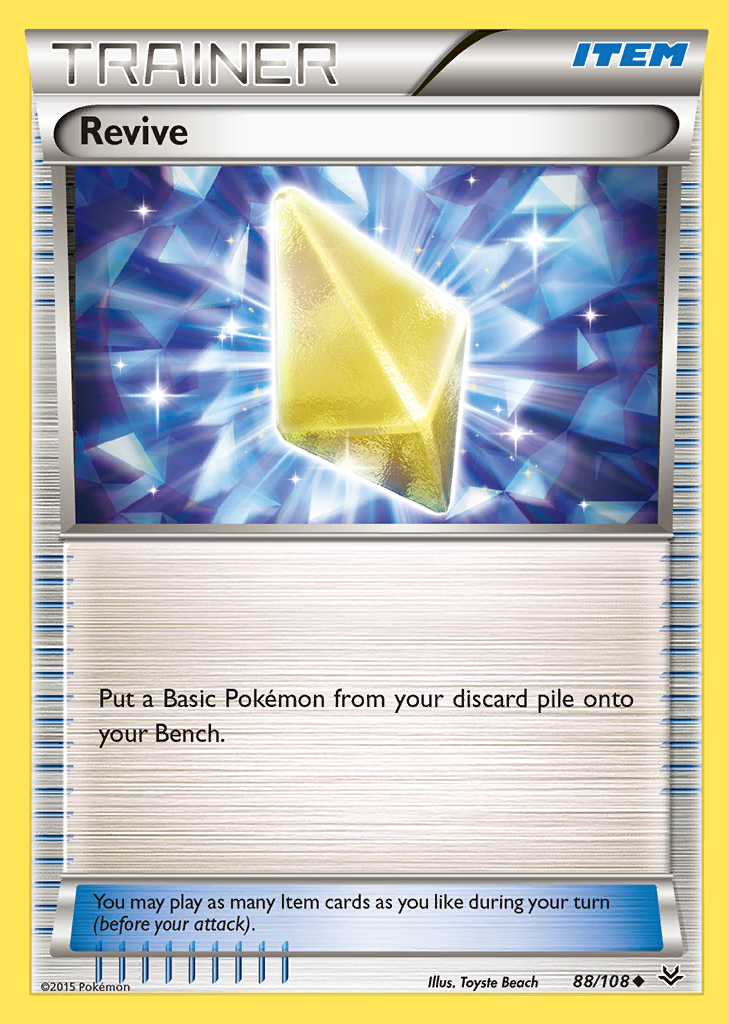 TRAINER
ITEM
Revive
Put a Basic Pokémon from your discard pile onto
your Bench.
You may play as many Item cards as you like during your turn
(before your attack).
©2015 Pokémon
Illus. Toyste Beach
88/108